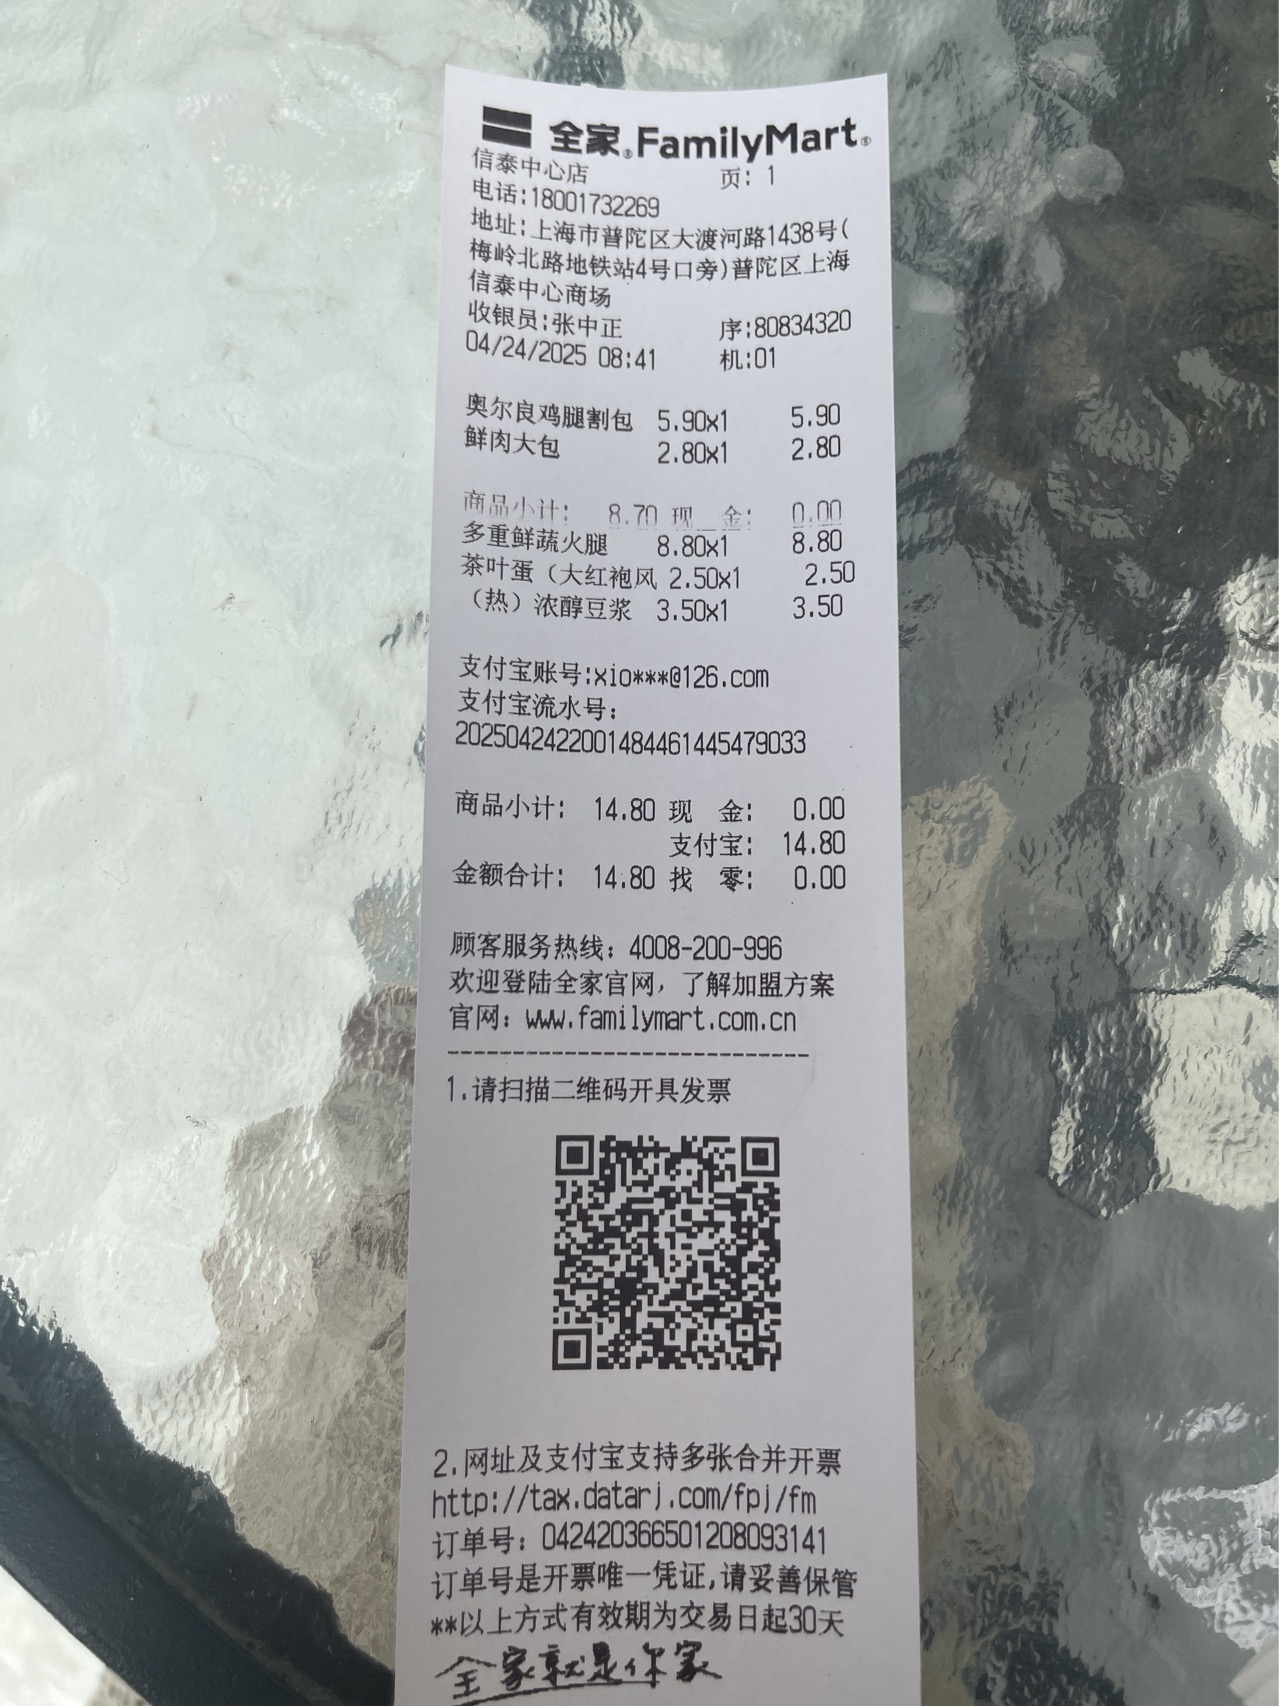 全家®FamilyMart®
信泰中心店 页: 1
电话:18001732269
地址:上海市普陀区大渡河路1438号(
梅岭北路地铁站4号口旁)普陀区上海
信泰中心商场
收银员:张中正 序:80834320
04/24/2025 08:41 机:01
奥尔良鸡腿割包 5.90x1 5.90
鲜肉大包 2.80x1 2.80
商品小计: 8.70 现 金: 0.00
多重鲜蔬火腿 8.80x1 8.80
茶叶蛋（大红袍风 2.50x1 2.50
（热）浓醇豆浆 3.50x1 3.50
支付宝账号:xio***@126.com
支付宝流水号:
2025042422001484461445479033
商品小计: 14.80 现 金: 0.00
支付宝: 14.80
金额合计: 14.80 找 零: 0.00
顾客服务热线: 4008-200-996
欢迎登陆全家官网，了解加盟方案
官网: www.familymart.com.cn
----------------------------
1.请扫描二维码开具发票
2.网址及支付宝支持多张合并开票
http://tax.datarj.com/fpj/fm
订单号: 04242036650120809​3141
订单号是开票唯一凭证,请妥善保管
**以上方式有效期为交易日起30天
全家就是你家